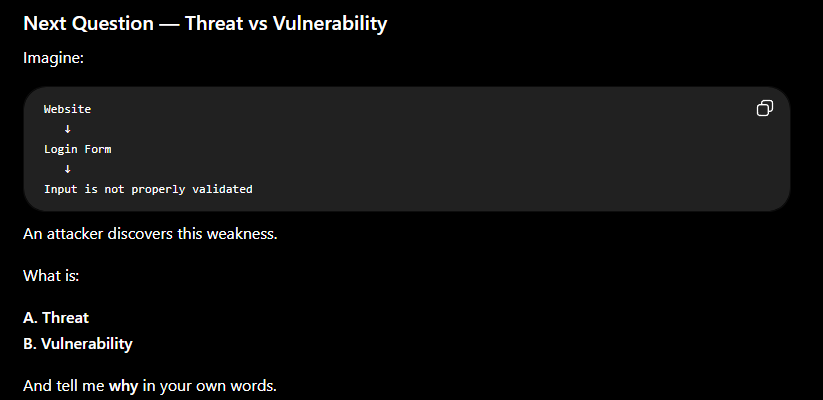 Next Question — Threat vs Vulnerability
Imagine:
Website
↓
Login Form
↓
Input is not properly validated
An attacker discovers this weakness.
What is:
A. Threat
B. Vulnerability
And tell me why in your own words.